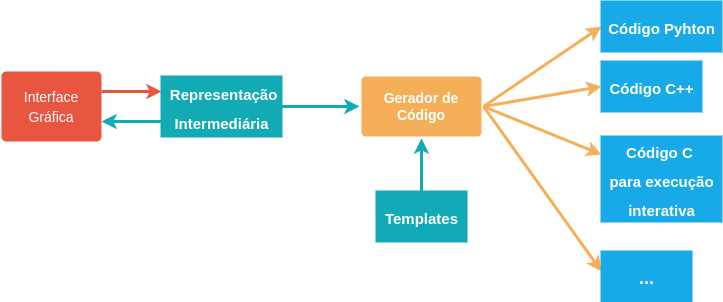 Interface
Gráfica
Representação
Intermediária
Gerador de
Código
Templates
Código Pyhton
Código C++
Código C
para execução
interativa
...